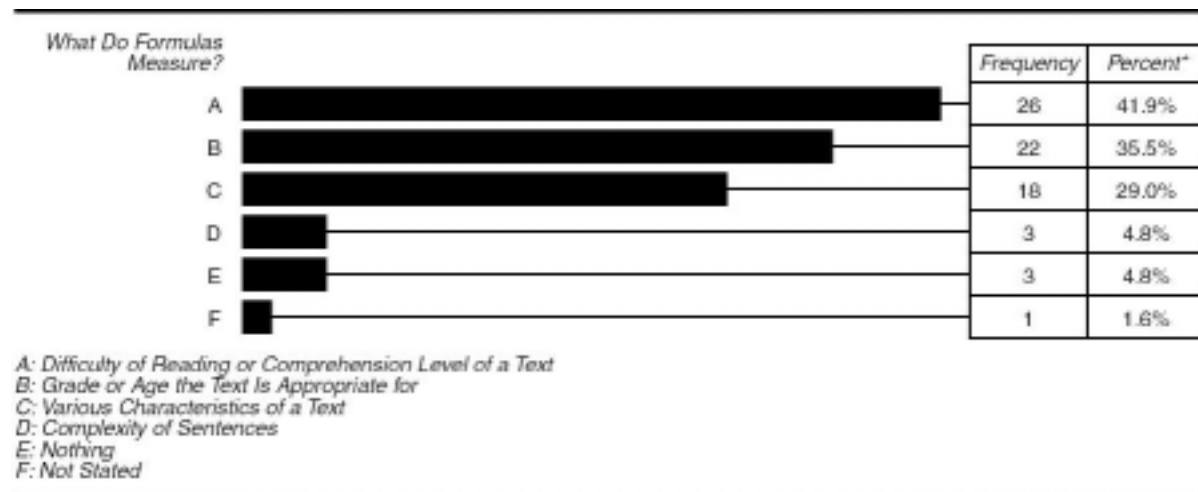 What Do Formulas
Measure?
Frequency Percent*
A 26 41.9%
B 22 35.5%
C 18 29.0%
D 3 4.8%
E 3 4.8%
F 1 1.6%
A: Difficulty of Reading or Comprehension Level of a Text
B: Grade or Age the Text Is Appropriate for
C: Various Characteristics of a Text
D: Complexity of Sentences
E: Nothing
F: Not Stated